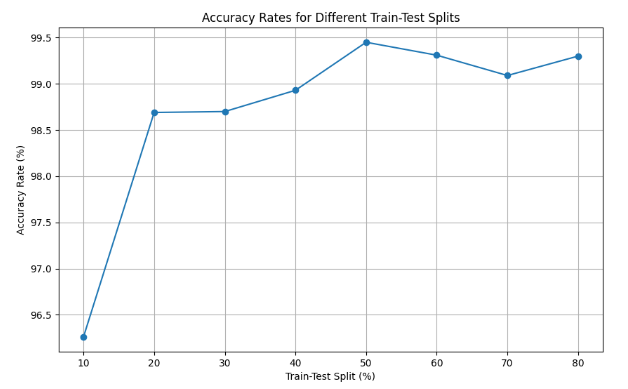 Accuracy Rates for Different Train-Test Splits
99.5
99.0
98.5
98.0
97.5
97.0
96.5
Accuracy Rate (%)
10 20 30 40 50 60 70 80
Train-Test Split (%)